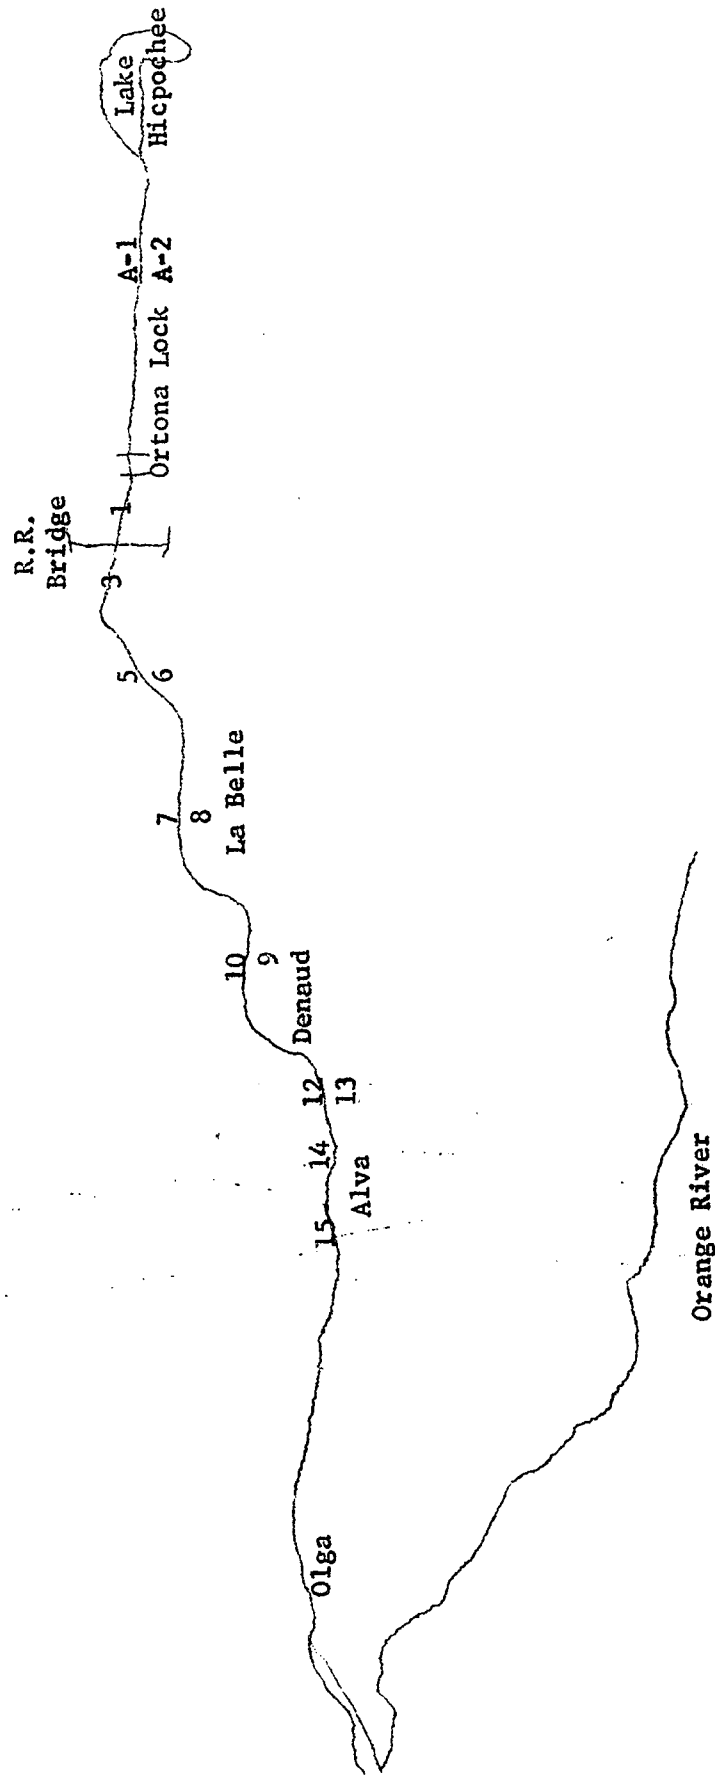 Lake
Hicpochee
A-1
A-2
Ortona Lock
1
R.R.
Bridge
3
5
6
7
8
La Belle
10
9
Denaud
12
13
14
Alva
15
Olga
Orange River